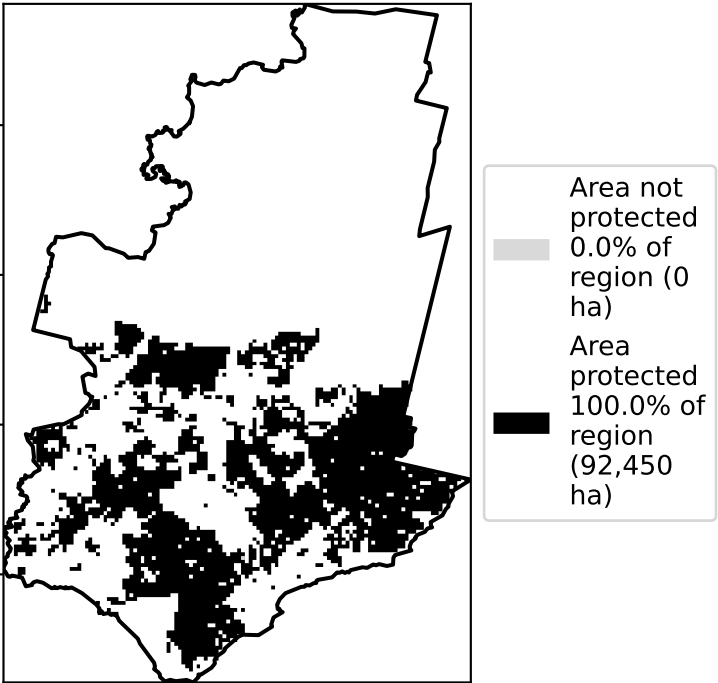 Area not
protected
0.0% of
region (0
ha)
Area
protected
100.0% of
region
(92,450
ha)